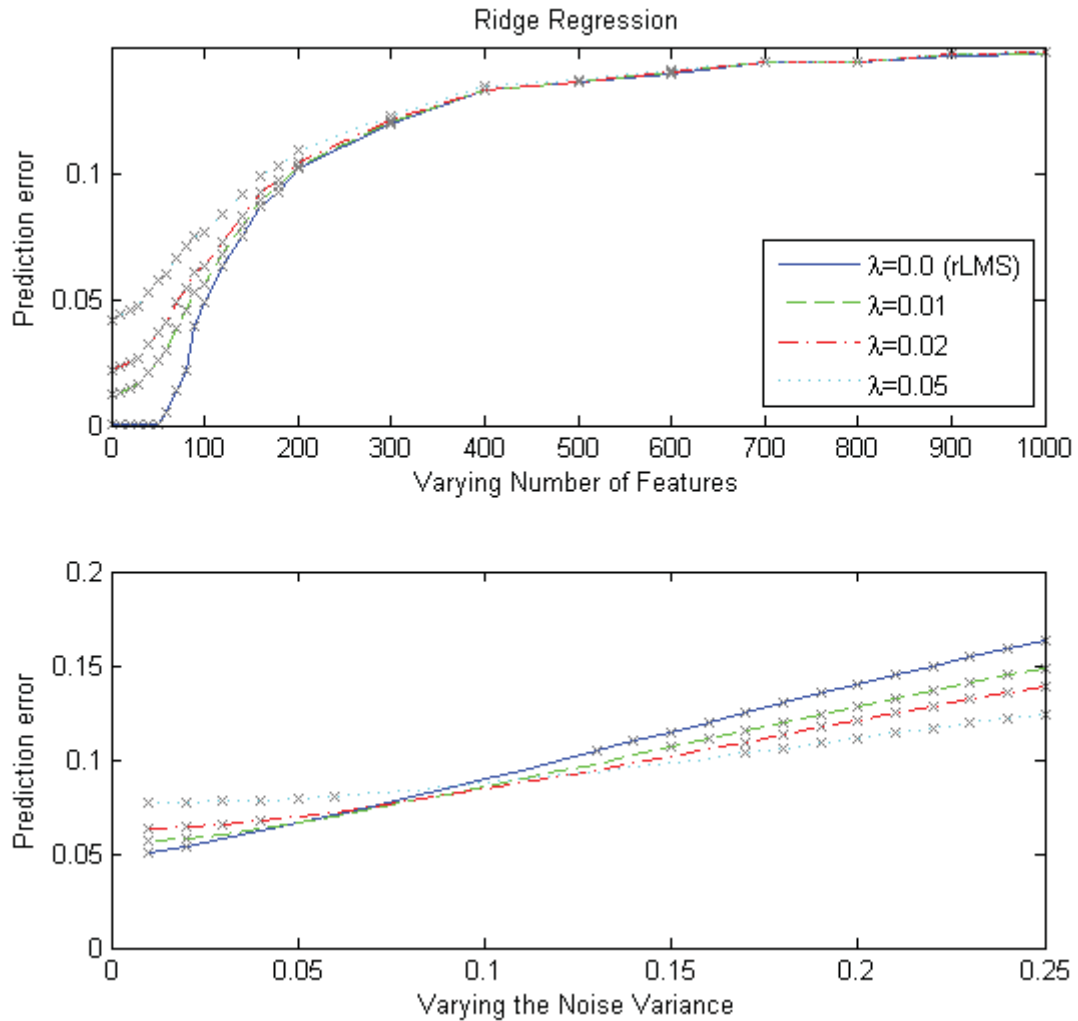 Ridge Regression
Prediction error
0.1
0.05
0
λ=0.0 (rLMS)
λ=0.01
λ=0.02
λ=0.05
0 100 200 300 400 500 600 700 800 900 1000
Varying Number of Features
Prediction error
0.2
0.15
0.1
0.05
0
0 0.05 0.1 0.15 0.2 0.25
Varying the Noise Variance